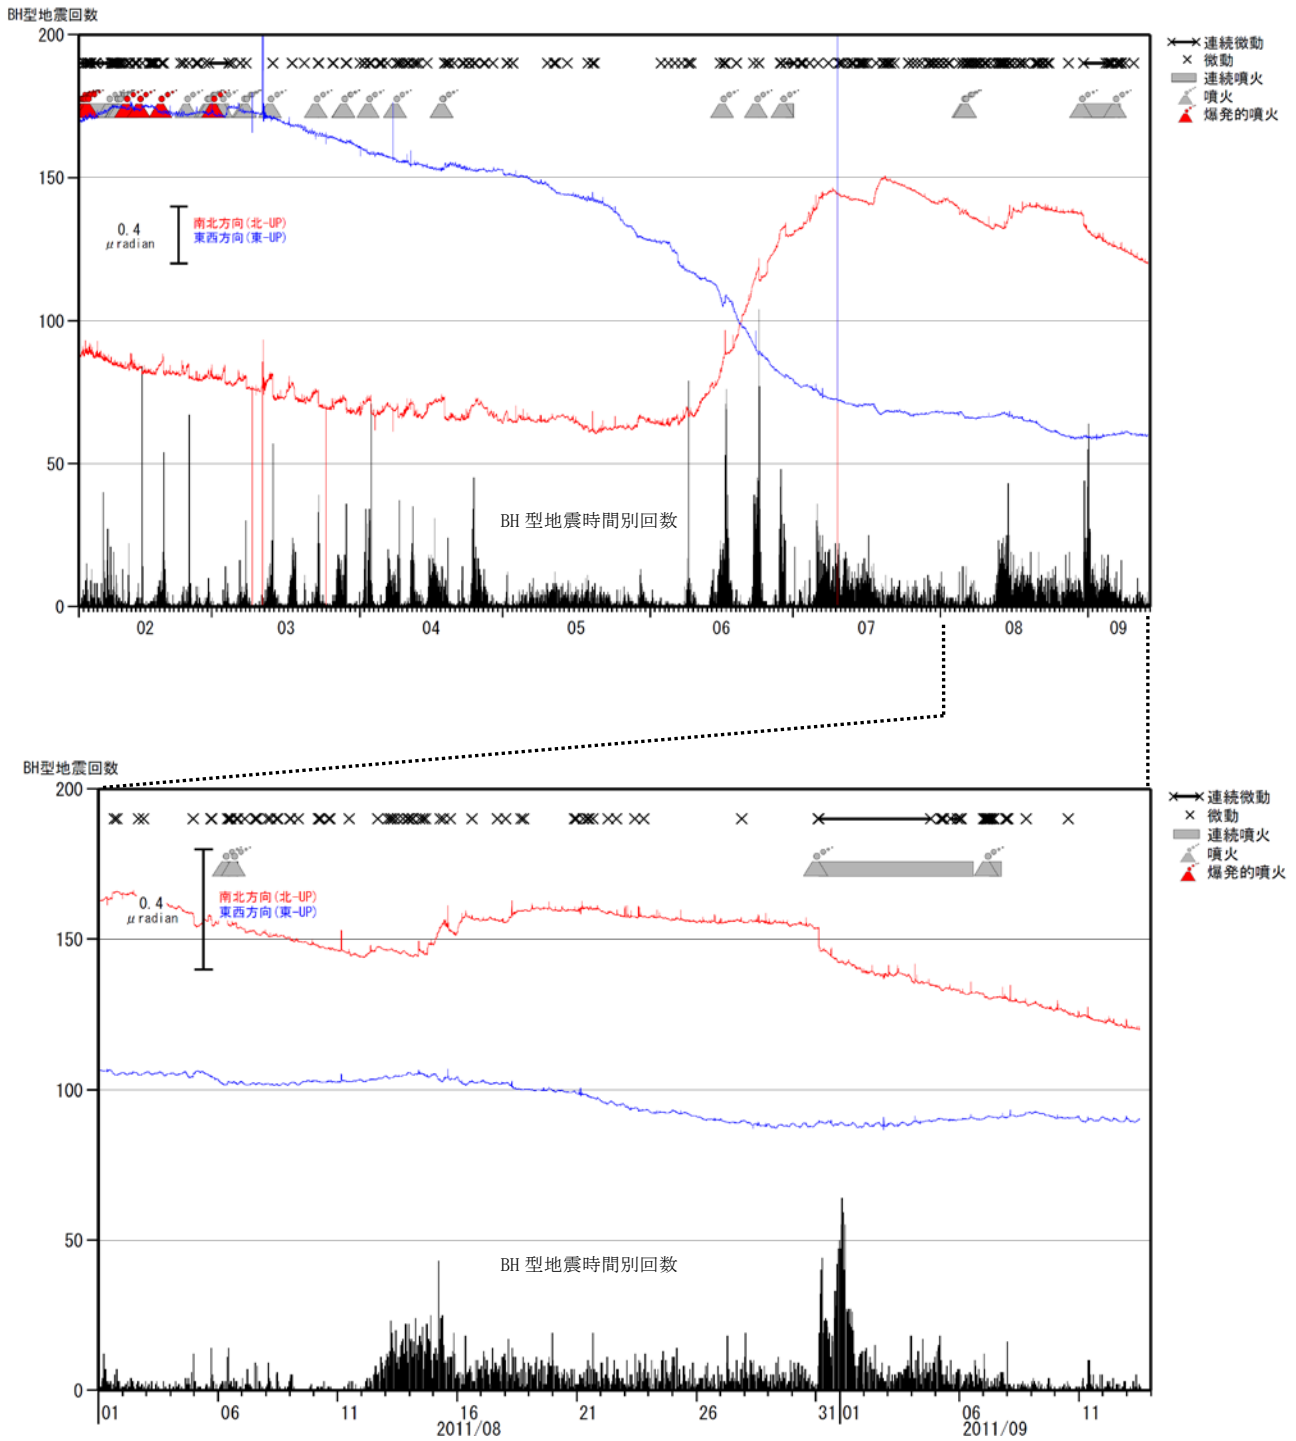 BH型地震回数
200
150
100
50
0
0.4
μradian
南北方向(北-UP)
東西方向(東-UP)
BH 型地震時間別回数
02
03
04
05
06
07
08
09
連続微動
微動
連続噴火
噴火
爆発的噴火
BH型地震回数
200
150
100
50
0
0.4
μradian
南北方向(北-UP)
東西方向(東-UP)
BH 型地震時間別回数
01
06
11
16
21
26
31
01
06
11
2011/08
2011/09
連続微動
微動
連続噴火
噴火
爆発的噴火